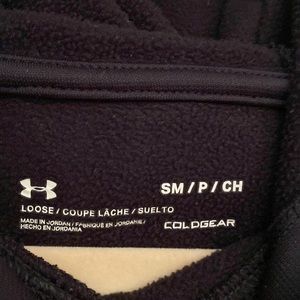 SM / P / CH
LOOSE / COUPE LÂCHE / SUELTO
MADE IN JORDAN / FABRIQUÉ EN JORDANIE /
HECHO EN JORDANIA
COLDGEAR